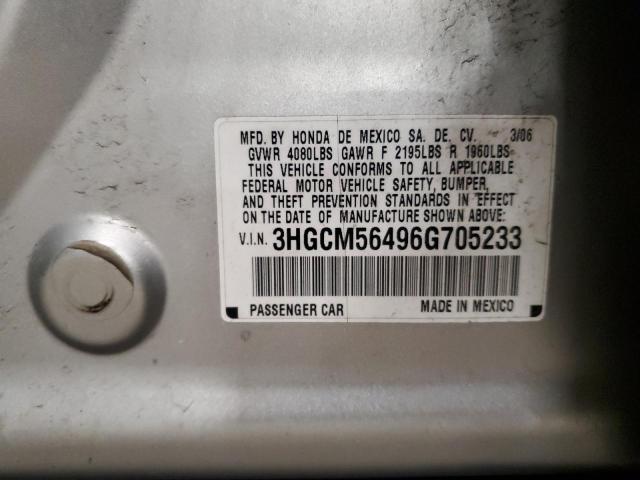 MFD. BY HONDA DE MEXICO SA. DE. CV. 3/06
GVWR 4080LBS GAWR F 2195LBS R 1960LBS
THIS VEHICLE CONFORMS TO ALL APPLICABLE
FEDERAL MOTOR VEHICLE SAFETY, BUMPER,
AND THEFT PREVENTION STANDARDS IN EFFECT
ON THE DATE OF MANUFACTURE SHOWN ABOVE:
V.I.N. 3HGCM56496G705233
PASSENGER CAR MADE IN MEXICO